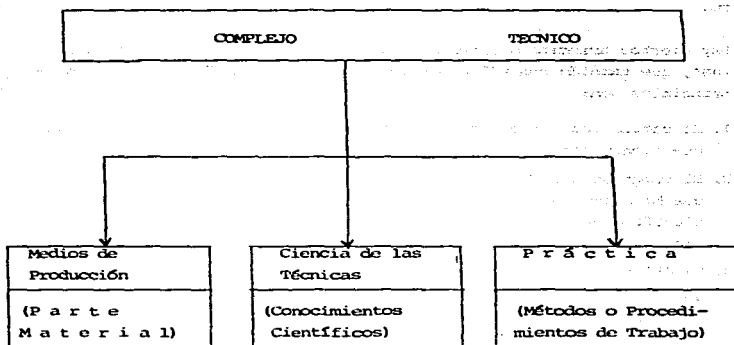 COMPLEJO TECNICO
Medios de
Producción
(P a r t e
M a t e r i a l)
Ciencia de las
Técnicas
(Conocimientos
Científicos)
P r á c t i c a
(Métodos o Procedi-
mientos de Trabajo)